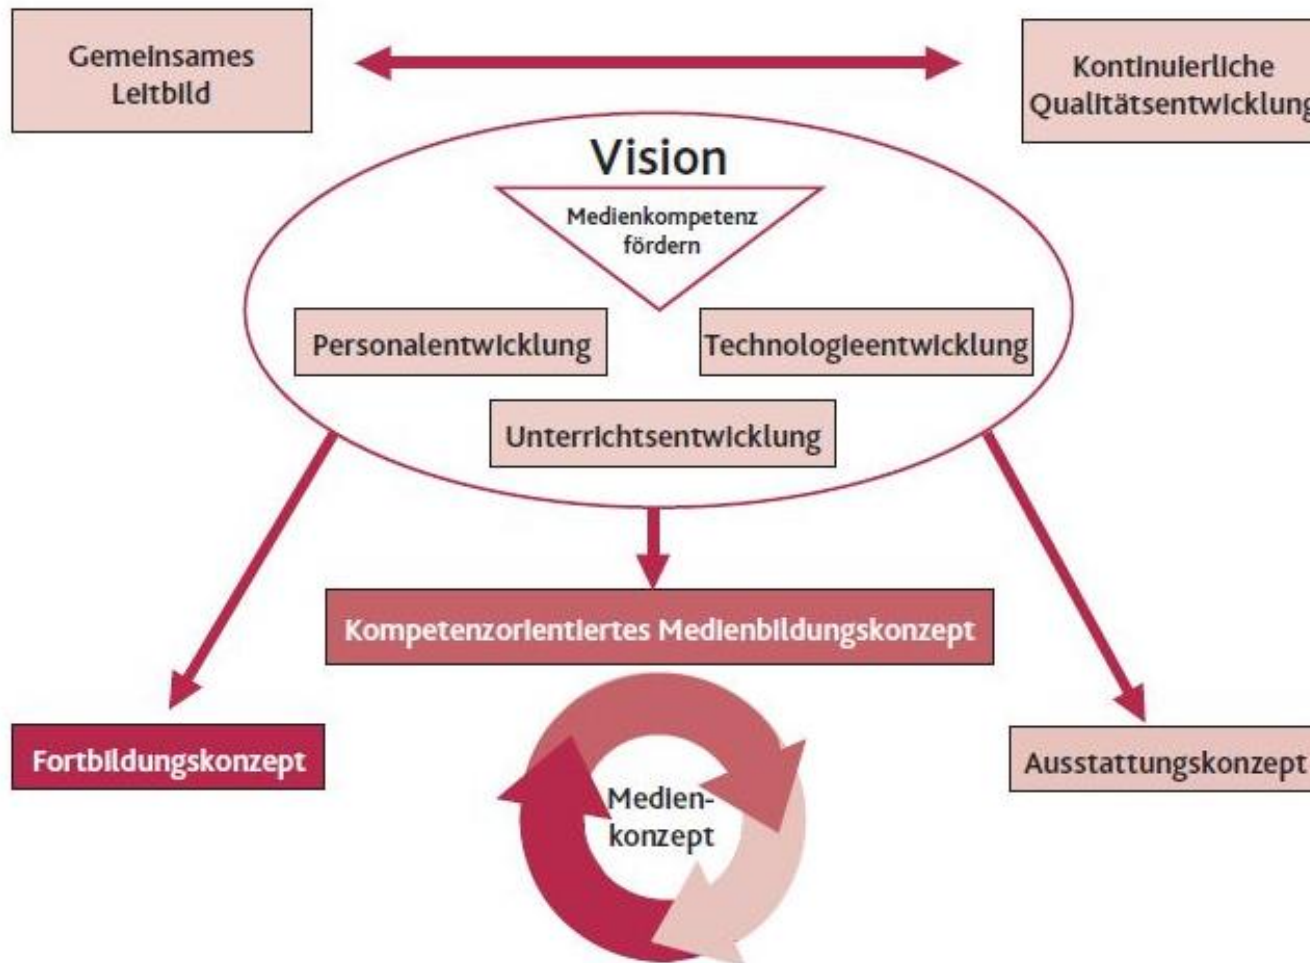 Gemeinsames
Leitbild
Kontinuierliche
Qualitätsentwicklung
Vision
Medienkompetenz
fördern
Personalentwicklung
Technologieentwicklung
Unterrichtsentwicklung
Kompetenzorientiertes Medienbildungskonzept
Fortbildungskonzept
Ausstattungskonzept
Medien-
konzept